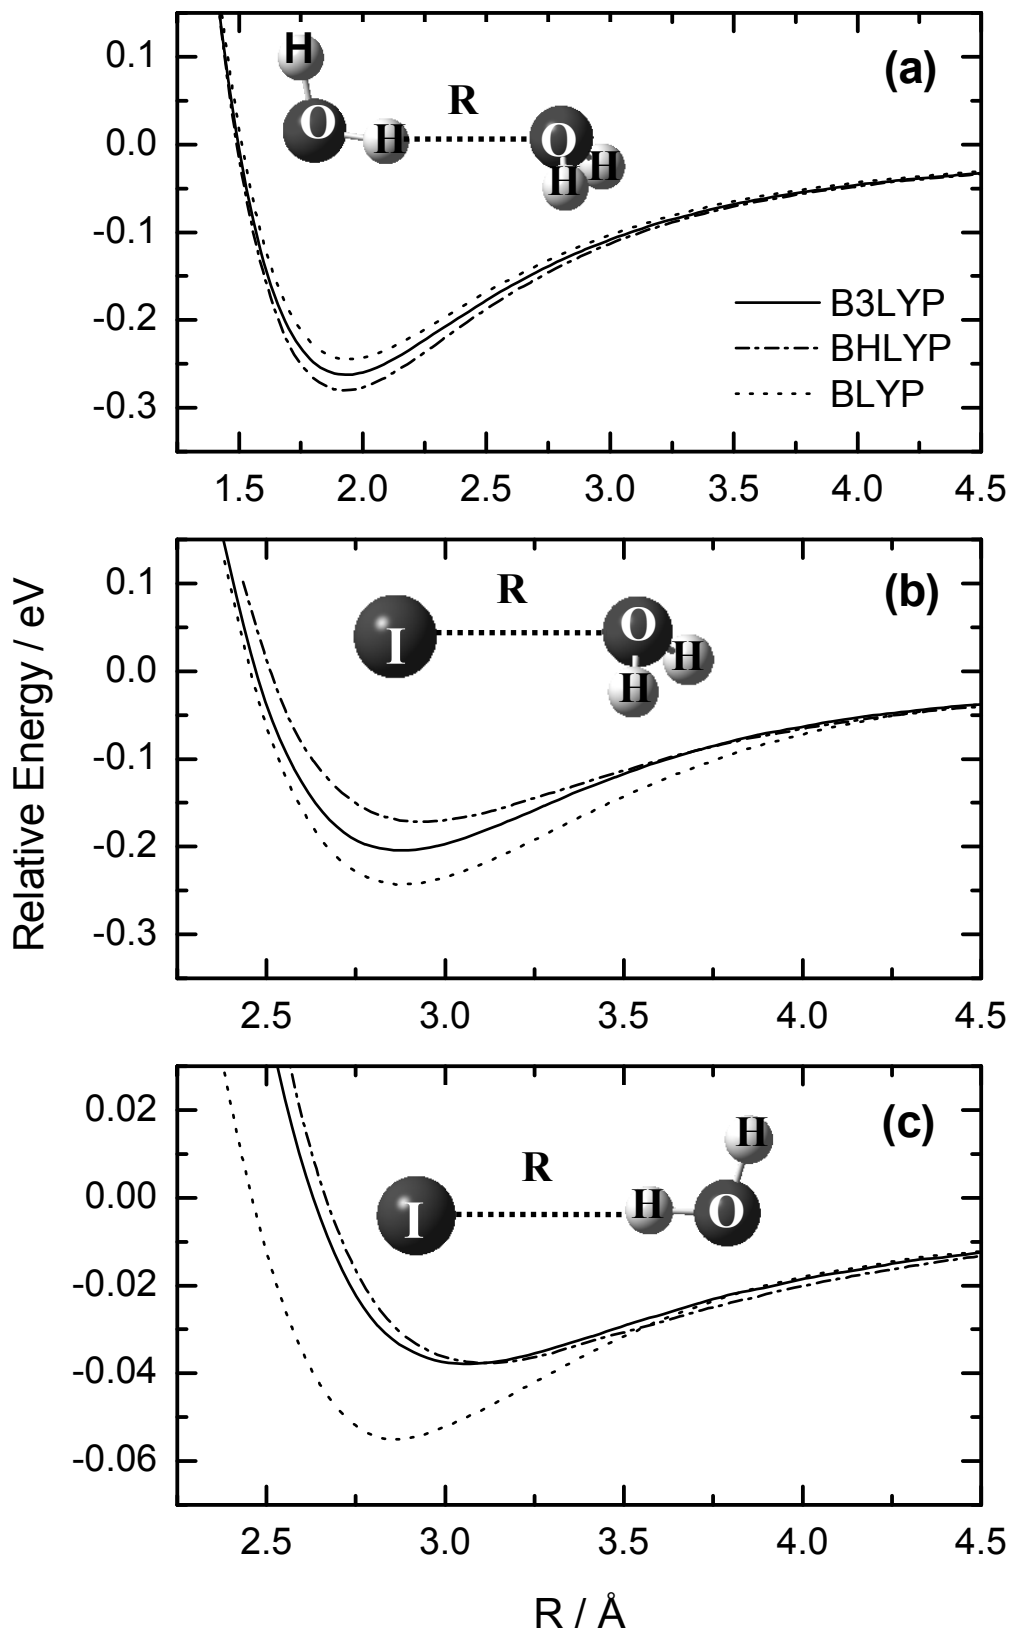 0.1
0.0
-0.1
-0.2
-0.3
(a)
H
O
H
R
O
H
H
B3LYP
BHLYP
BLYP
1.5 2.0 2.5 3.0 3.5 4.0 4.5
Relative Energy / eV
0.1
0.0
-0.1
-0.2
-0.3
(b)
I
R
O
H
H
2.5 3.0 3.5 4.0 4.5
0.02
0.00
-0.02
-0.04
-0.06
(c)
I
R
H
O
H
2.5 3.0 3.5 4.0 4.5
R / Å